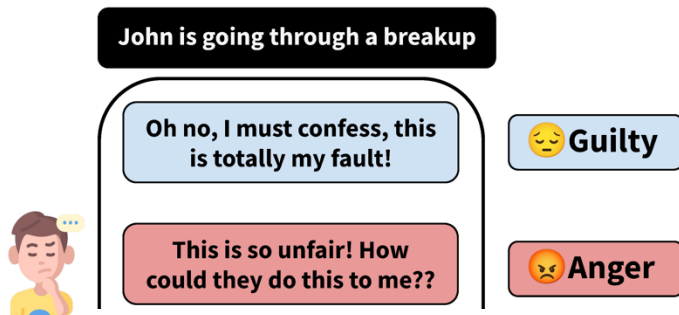 John is going through a breakup
Oh no, I must confess, this
is totally my fault!
😔Guilty
This is so unfair! How
could they do this to me??
😡Anger